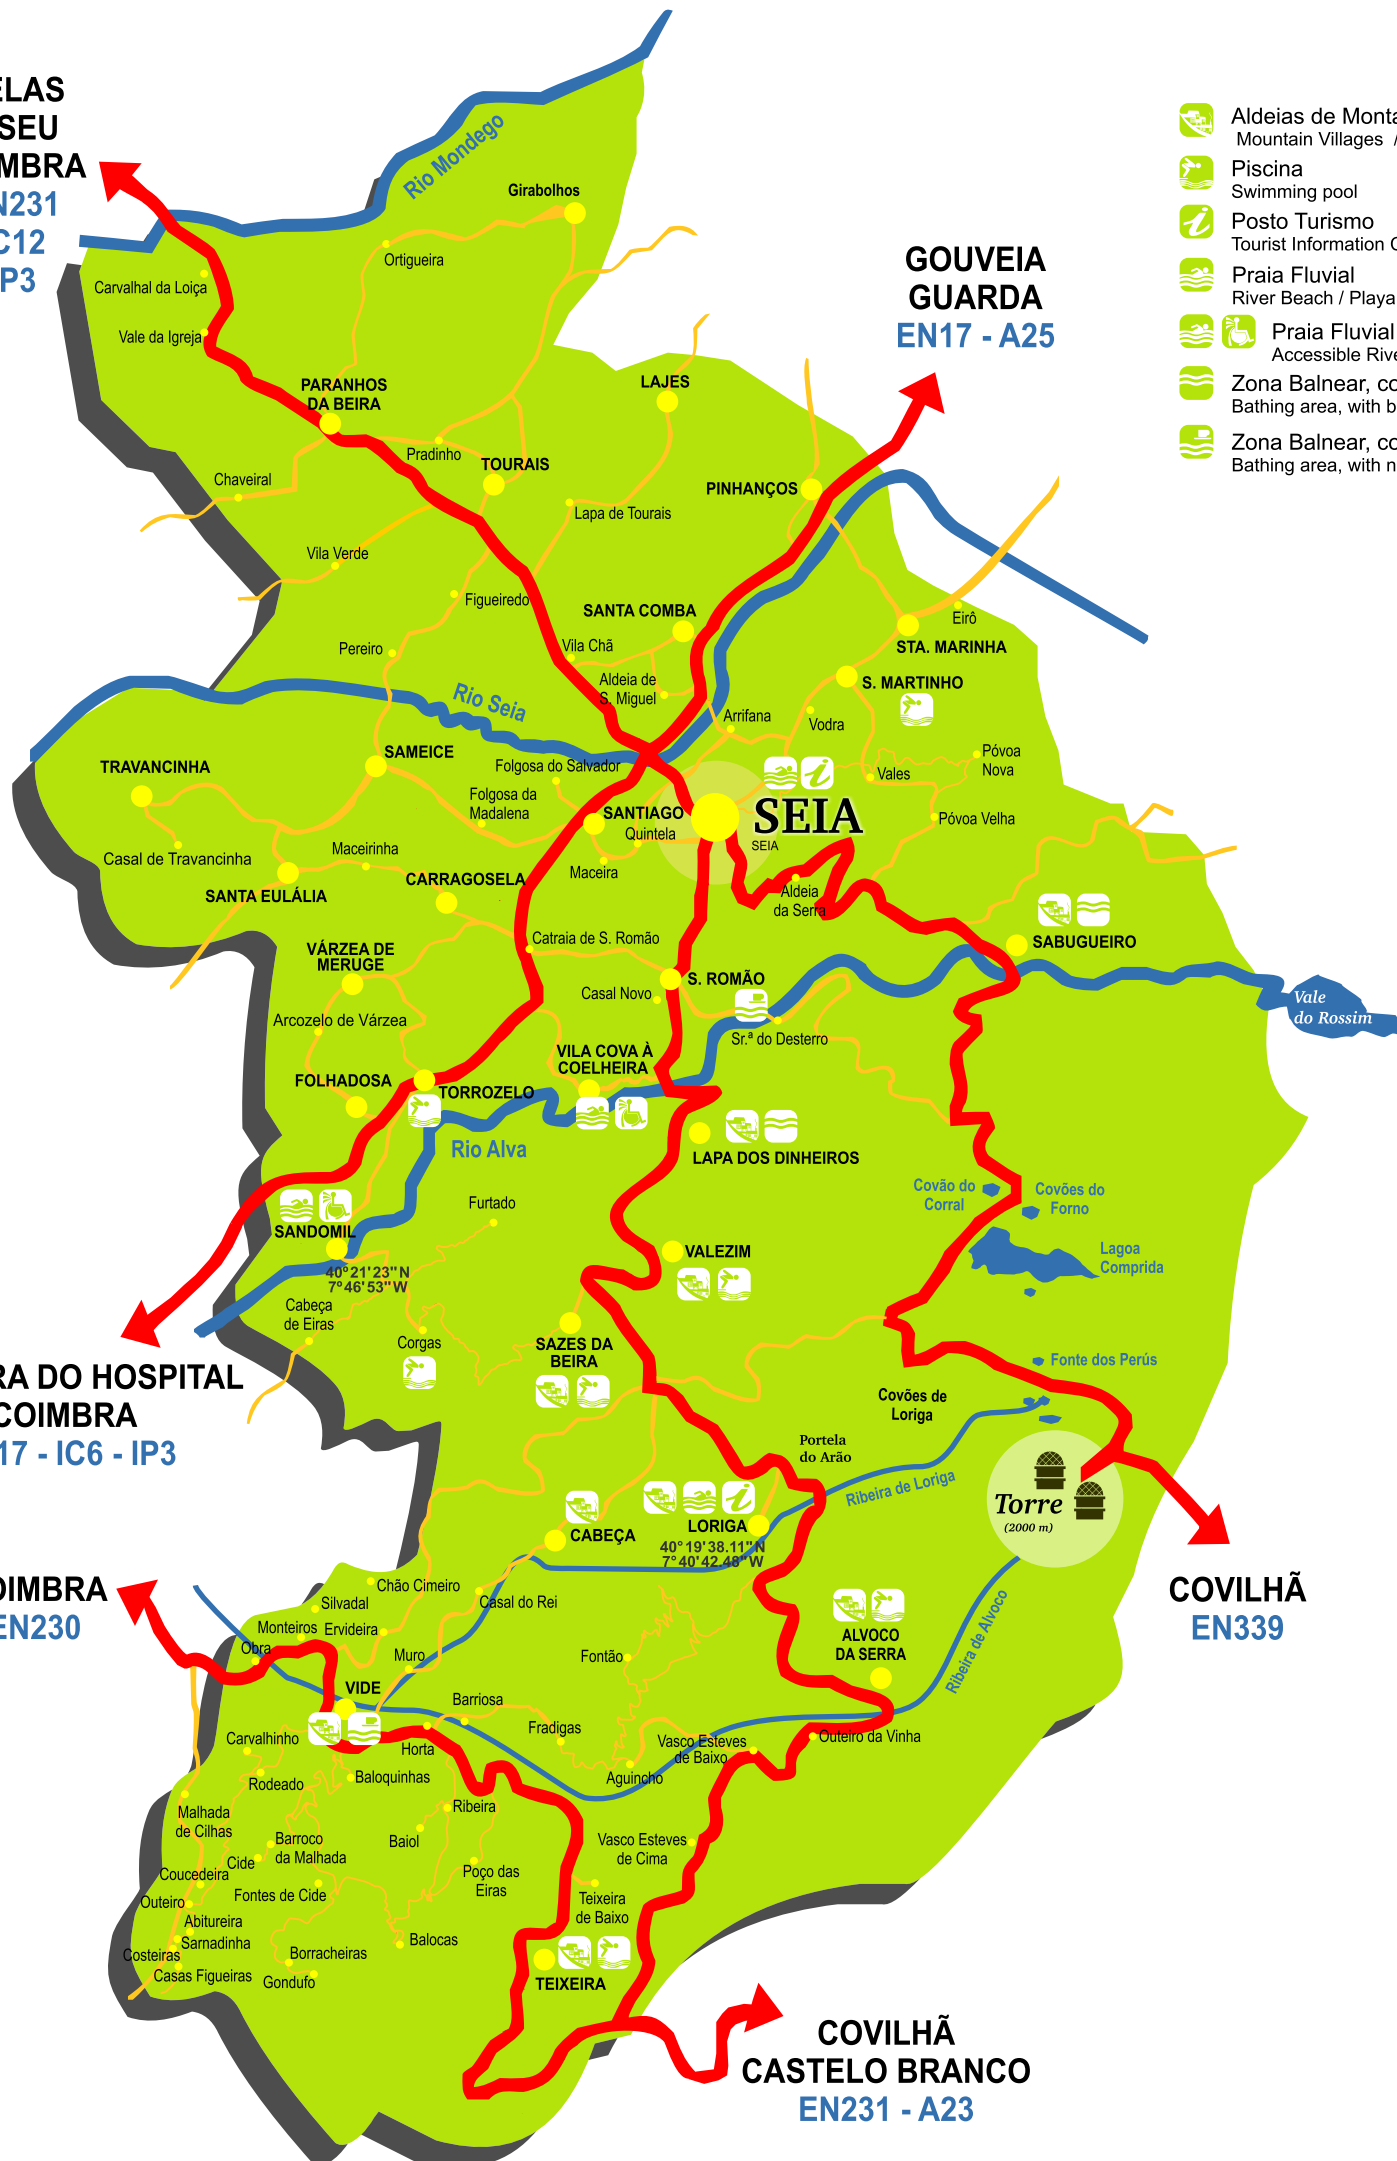 ELAS
SEU
MBRA
N231
C12
P3
Rio Mondego
Girabolhos
Ortigueira
Carvalhal da Loiça
Vale da Igreja
GOUVEIA
GUARDA
EN17 - A25
Aldeias de Monta
Mountain Villages /
Piscina
Swimming pool
Posto Turismo
Tourist Information
Praia Fluvial
River Beach / Playa
Praia Fluvial
Accessible Rive
Zona Balnear, co
Bathing area, with b
Zona Balnear, co
Bathing area, with n
PARANHOS
DA BEIRA
LAJES
Pradinho
TOURAIS
Chaveiral
PINHANÇOS
Lapa de Tourais
Vila Verde
Figueiredo
SANTA COMBA
Eirô
STA. MARINHA
Pereiro
Vila Chã
Aldeia de
S. Miguel
S. MARTINHO
Rio Seia
Arrifana
Vodra
SAMEICE
TRAVANCINHA
Folgosa do Salvador
Póvoa
Nova
Vales
Folgosa da
Madalena
SANTIAGO
Quintela
SEIA
SEIA
Póvoa Velha
Casal de Travancinha
Maceirinha
Maceira
CARRAGOSELA
SANTA EULÁLIA
Aldeia
da Serra
VÁRZEA DE
MERUGE
Catraia de S. Romão
SABUGUEIRO
S. ROMÃO
Casal Novo
Vale
do Rossim
Arcozelo de Várzea
Sr.ª do Desterro
VILA COVA À
COELHEIRA
FOLHADOSA
TORROZELO
Rio Alva
LAPA DOS DINHEIROS
Covão do
Corral
Covões do
Forno
Furtado
SANDOMIL
40°21'23"N
7°46'53"W
VALEZIM
Lagoa
Comprida
Cabeça
de Eiras
Corgas
SAZES DA
BEIRA
Fonte dos Perús
RA DO HOSPITAL
COIMBRA
17 - IC6 - IP3
Covões de
Loriga
Portela
do Arão
Ribeira de Loriga
Torre
(2000 m)
LORIGA
40°19'38.11"N
7°40'42.48"W
CABEÇA
OIMBRA
EN230
COVILHÃ
EN339
Chão Cimeiro
Silvadal
Casal do Rei
Monteiros
Ervideira
Obra
Muro
Fontão
ALVOCO
DA SERRA
Ribeira de Alvoco
VIDE
Barriosa
Fradigas
Carvalhinho
Horta
Vasco Esteves
de Baixo
Outeiro da Vinha
Rodeado
Baloquinhas
Aguincho
Ribeira
Malhada
de Cilhas
Baiol
Barroco
da Malhada
Vasco Esteves
de Cima
Cide
Coucedeira
Poço das
Eiras
Fontes de Cide
Outeiro
Teixeira
de Baixo
Abitureira
Sarnadinha
Balocas
Costeiras
Borracheiras
Casas Figueiras
Gondufo
TEIXEIRA
COVILHÃ
CASTELO BRANCO
EN231 - A23